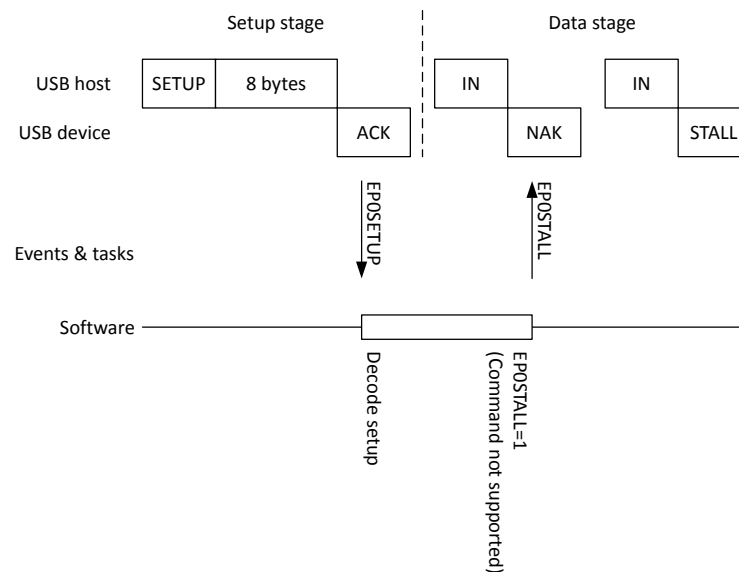 Setup stage
Data stage
USB host
SETUP
8 bytes
IN
IN
USB device
ACK
NAK
STALL
EP0SETUP
EP0STALL
Events & tasks
Software
Decode setup
EP0STALL=1
(Command not supported)